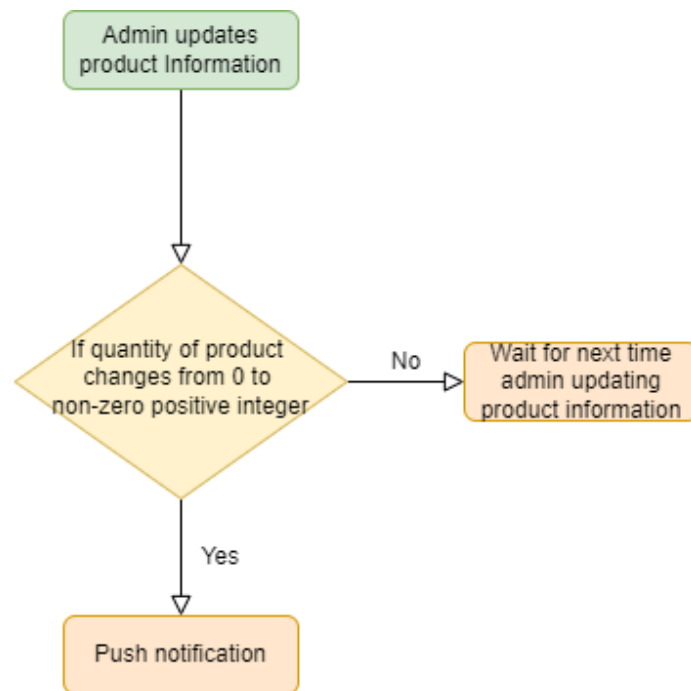 Admin updates
product Information
If quantity of product
changes from 0 to
non-zero positive integer
No
Wait for next time
admin updating
product information
Yes
Push notification